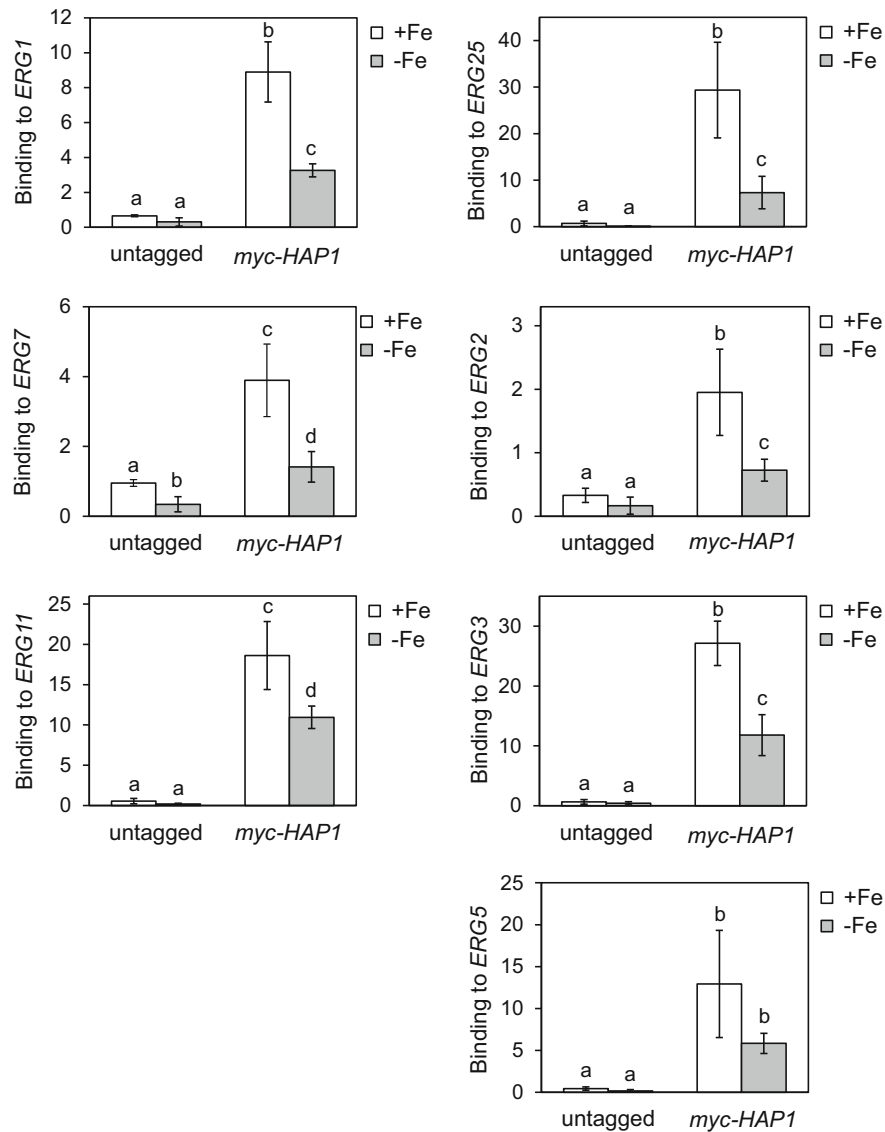 Binding to ERG1
12
10
8
6
4
2
0
a
a
b
c
untagged
myc-HAP1
+Fe
-Fe
Binding to ERG25
40
30
20
10
0
a
a
b
c
untagged
myc-HAP1
+Fe
-Fe
Binding to ERG7
6
4
2
0
a
b
c
d
untagged
myc-HAP1
+Fe
-Fe
Binding to ERG2
3
2
1
0
a
a
b
c
untagged
myc-HAP1
+Fe
-Fe
Binding to ERG11
25
20
15
10
5
0
a
a
c
d
untagged
myc-HAP1
+Fe
-Fe
Binding to ERG3
30
20
10
0
a
a
b
c
untagged
myc-HAP1
+Fe
-Fe
Binding to ERG5
25
20
15
10
5
0
a
a
b
b
untagged
myc-HAP1
+Fe
-Fe